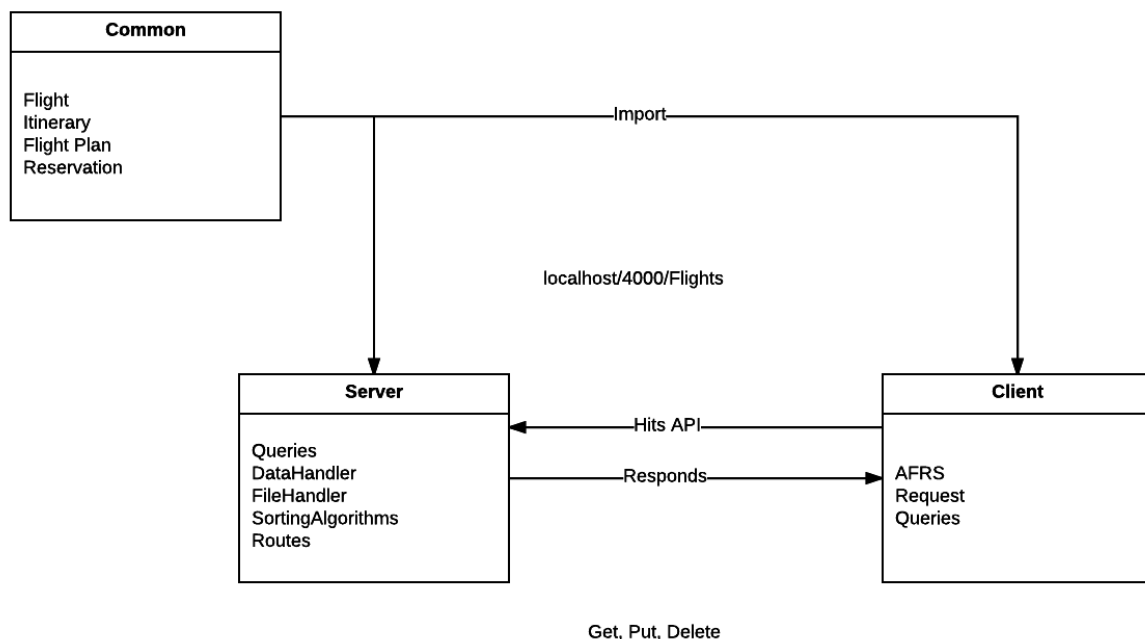 Common
Flight
Itinerary
Flight Plan
Reservation
Import
localhost/4000/Flights
Server
Queries
DataHandler
FileHandler
SortingAlgorithms
Routes
Hits API
Responds
Client
AFRS
Request
Queries
Get, Put, Delete